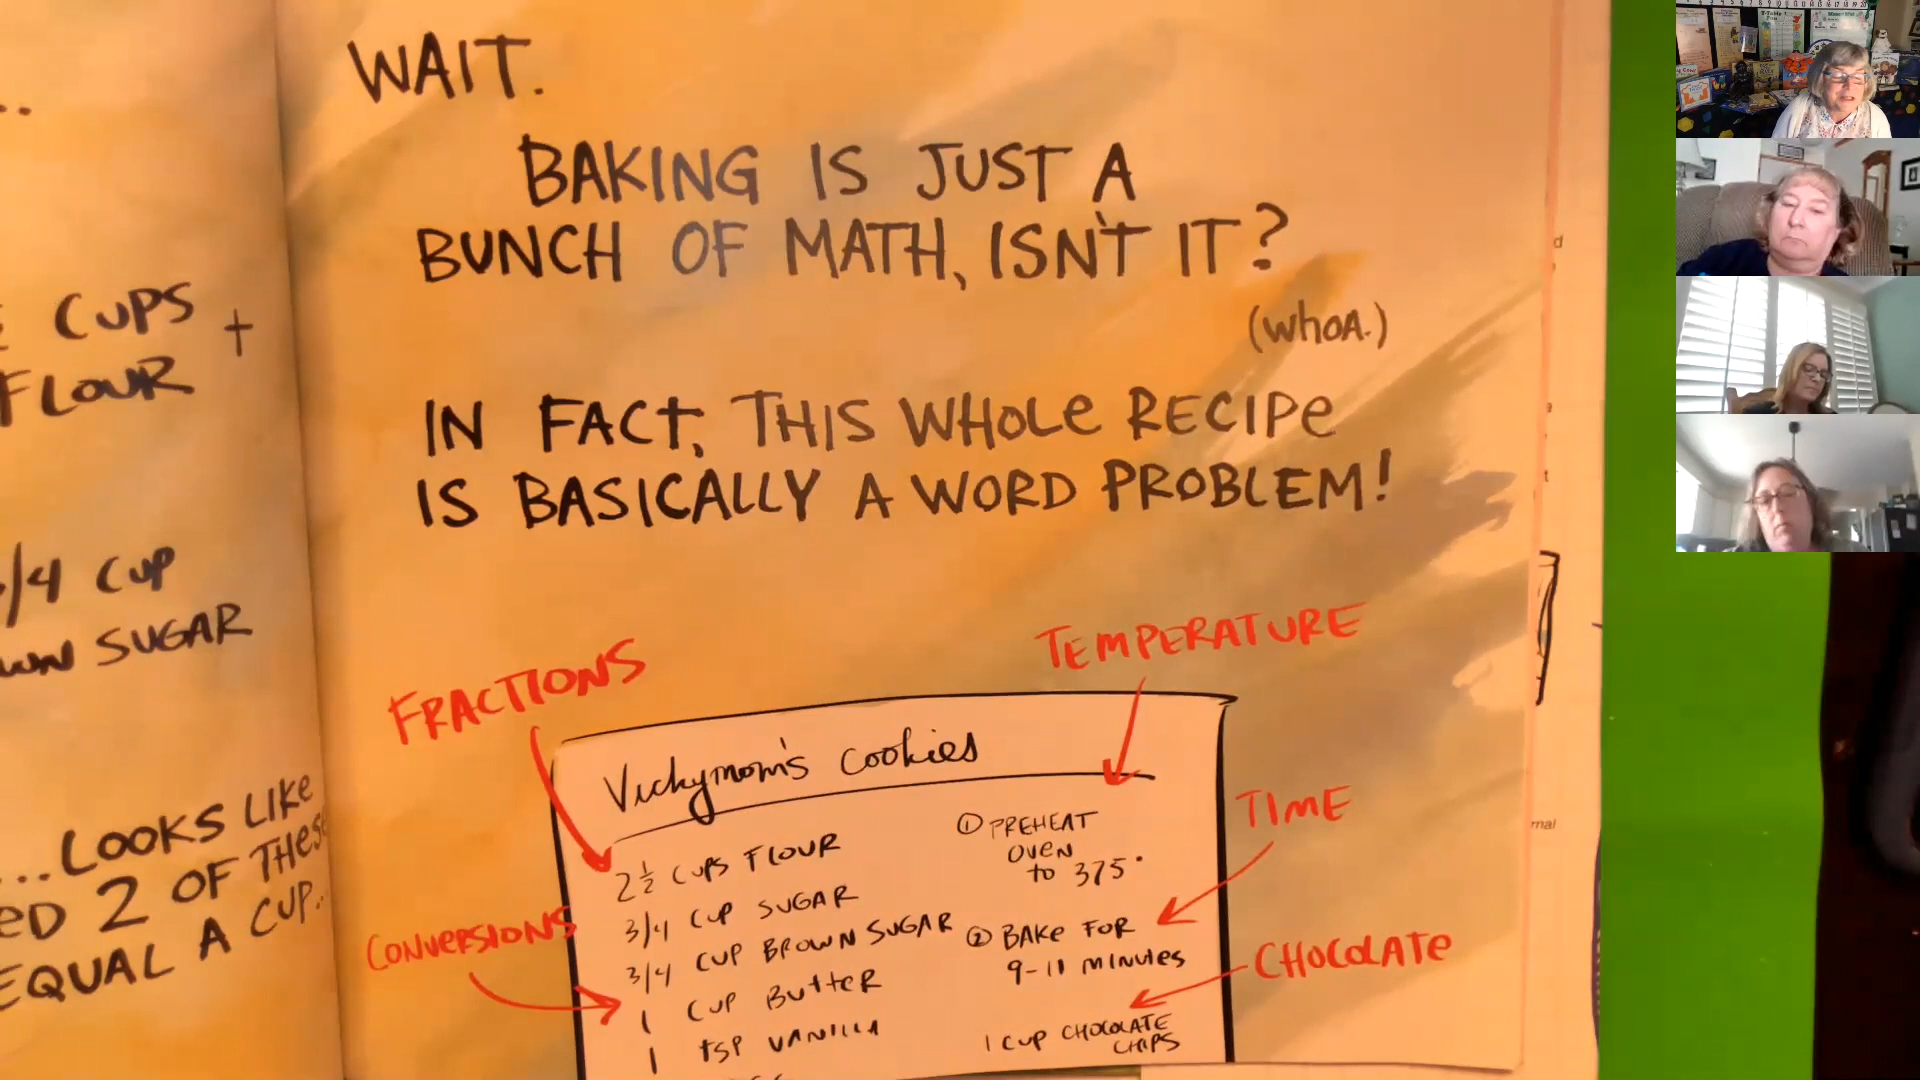 CUPS +
FLOUR
/4 CUP
SUGAR
...LOOKS LIKE
2 OF THESE
EQUAL A CUP..
WAIT.
BAKING IS JUST A
BUNCH OF MATH, ISN'T IT?
(WHOA.)
IN FACT, THIS WHOLE RECIPE
IS BASICALLY A WORD PROBLEM!
FRACTIONS
TEMPERATURE
CONVERSIONS
TIME
CHOCOLATE
Vickymom's Cookies
2 1/2 CUPS FLOUR
3/4 CUP SUGAR
3/4 CUP BROWN SUGAR
1 CUP BUTTER
1 TSP VANILLA
① PREHEAT
OVEN
to 375°
② BAKE FOR
9-11 MINUTES
1 CUP CHOCOLATE
CHIPS